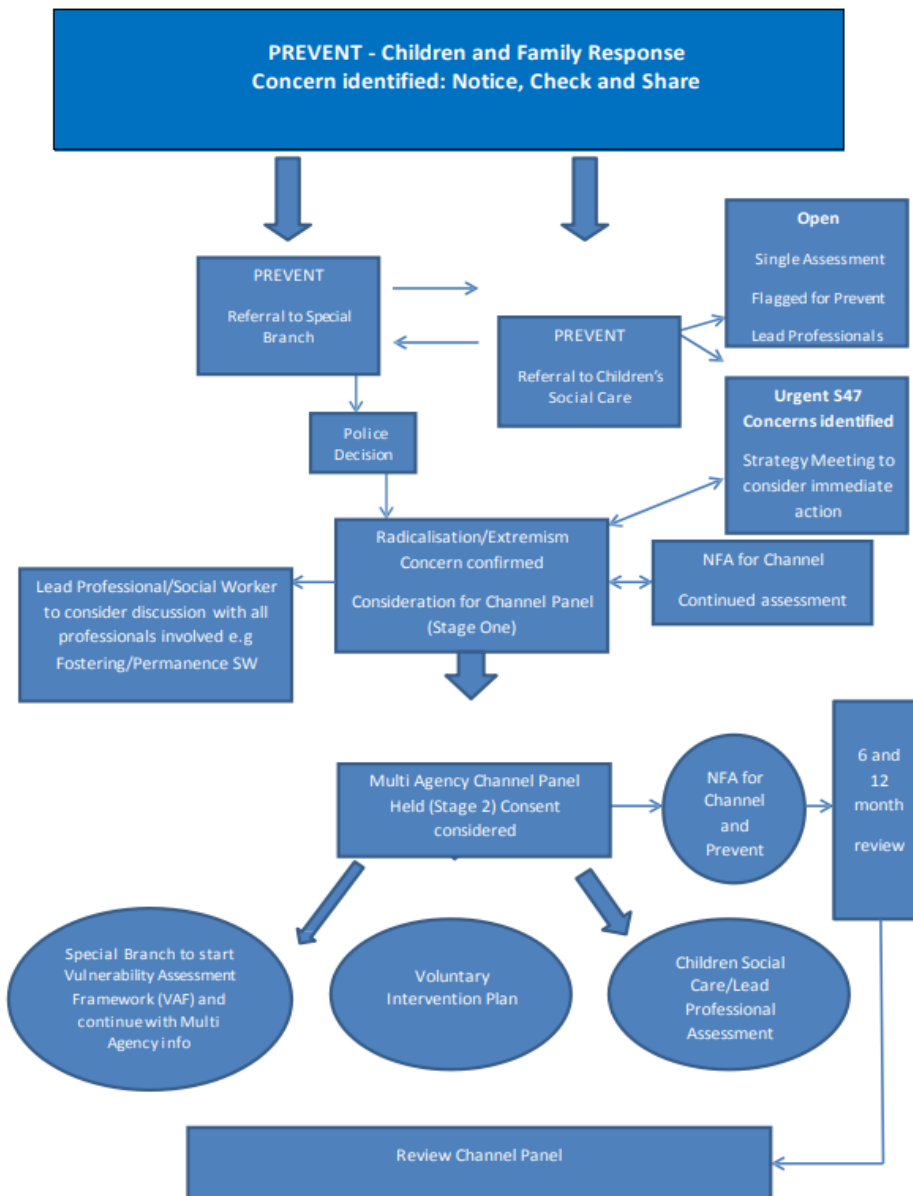 PREVENT - Children and Family Response
Concern identified: Notice, Check and Share
Open
Single Assessment
Flagged for Prevent
Lead Professionals
PREVENT
Referral to Special
Branch
PREVENT
Referral to Children's
Social Care
Urgent S47
Concerns identified
Strategy Meeting to
consider immediate
action
Police
Decision
Radicalisation/Extremism
Concern confirmed
Consideration for Channel Panel
(Stage One)
NFA for Channel
Continued assessment
Lead Professional/Social Worker
to consider discussion with all
professionals involved e.g
Fostering/Permanence SW
Multi Agency Channel Panel
Held (Stage 2) Consent
considered
NFA for
Channel
and
Prevent
6 and
12
month
review
Special Branch to start
Vulnerability Assessment
Framework (VAF) and
continue with Multi
Agency info
Voluntary
Intervention Plan
Children Social
Care/Lead
Professional
Assessment
Review Channel Panel